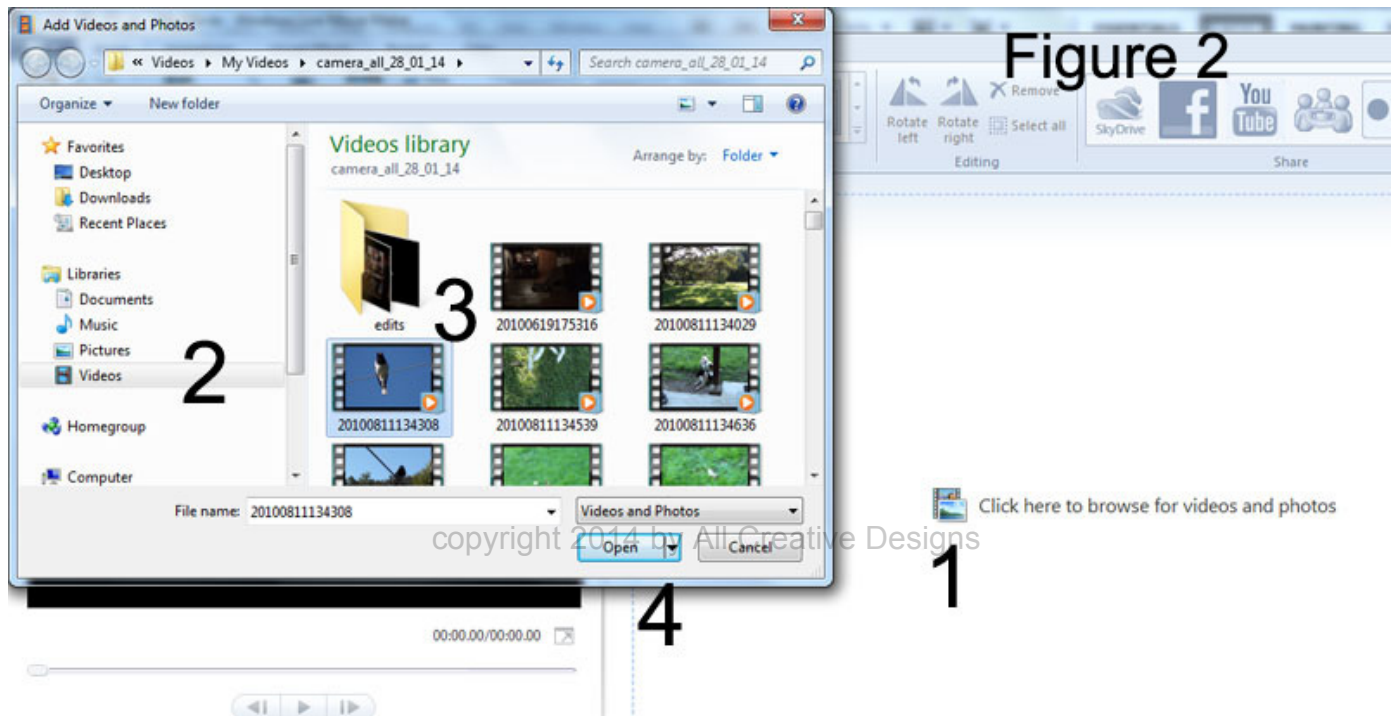 Add Videos and Photos
« Videos My Videos camera_all_28_01_14
Search camera_all_28_01_14
Organize New folder
Favorites
Desktop
Downloads
Recent Places
Libraries
Documents
Music
Pictures
Videos
2
Homegroup
Computer
Videos library
camera_all_28_01_14
Arrange by: Folder
edits
3
20100619175316
20100811134029
20100811134308
20100811134539
20100811134636
File name: 20100811134308
Videos and Photos
Open Cancel
copyright 2014 by All Creative Designs
4
00:00.00/00:00.00
Figure 2
Rotate left
Rotate right
Remove
Select all
Editing
SkyDrive
f
You
Tube
Share
Click here to browse for videos and photos
1